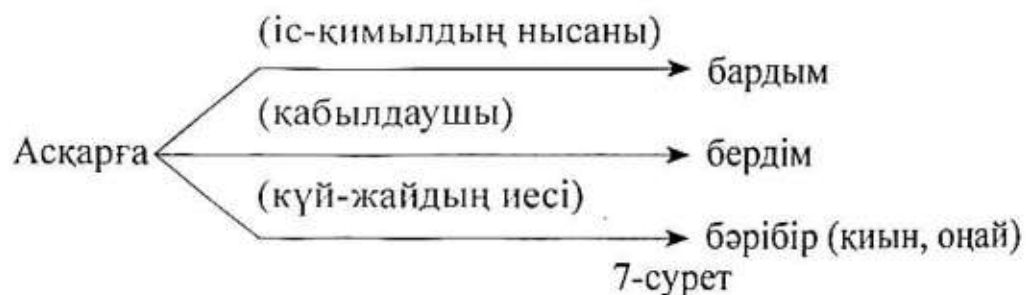 (іс-қимылдың нысаны)
бардым
(қабылдаушы)
Асқарға
бердім
(күй-жайдың иесі)
бәрібір (қиын, оңай)
7-сурет